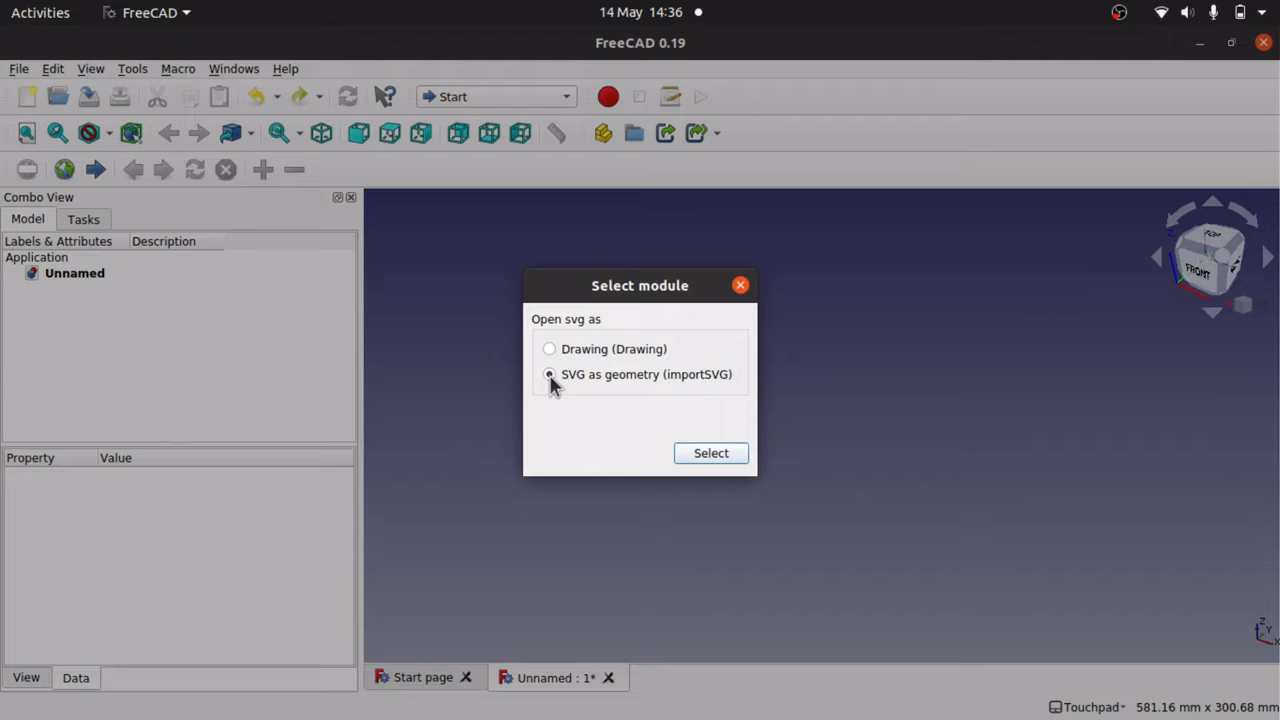 Activities FreeCAD 14 May 14:36
FreeCAD 0.19
File Edit View Tools Macro Windows Help
Start
Combo View
Model Tasks
Labels & Attributes Description
Application
Unnamed
TOP
FRONT
Select module
Open svg as
Drawing (Drawing)
SVG as geometry (importSVG)
Select
Property Value
Z
Y
X
View Data
Start page Unnamed : 1*
Touchpad 581.16 mm x 300.68 mm